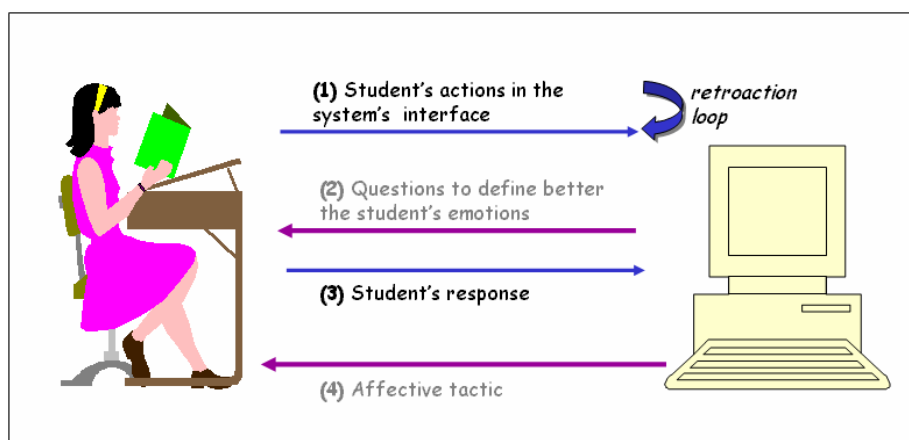 (1) Student's actions in the
system's interface
retroaction
loop
(2) Questions to define better
the student's emotions
(3) Student's response
(4) Affective tactic